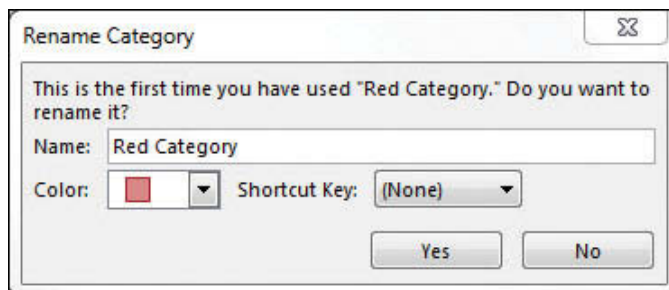 Rename Category
This is the first time you have used "Red Category." Do you want to
rename it?
Name: Red Category
Color: Shortcut Key: (None)
Yes No